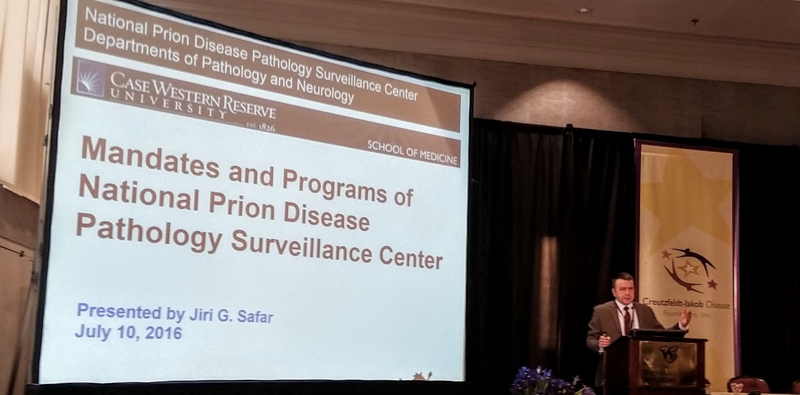 National Prion Disease Pathology Surveillance Center
Departments of Pathology and Neurology
CASE WESTERN RESERVE
UNIVERSITY EST. 1826
SCHOOL OF MEDICINE
Mandates and Programs of
National Prion Disease
Pathology Surveillance Center
Presented by Jiri G. Safar
July 10, 2016
Creutzfeldt-Jakob Disease
Foundation, Inc.